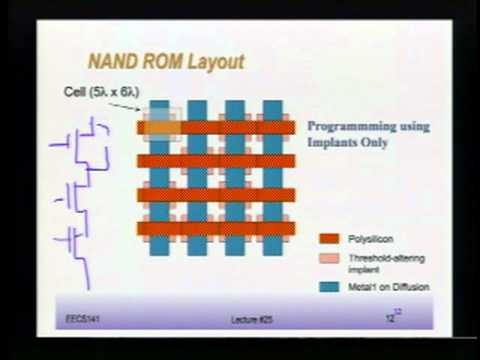 NAND ROM Layout
Cell (5λ x 6λ)
Programmming using
Implants Only
Polysilicon
Threshold-altering
implant
Metal1 on Diffusion
EECS141
Lecture #25
12
12